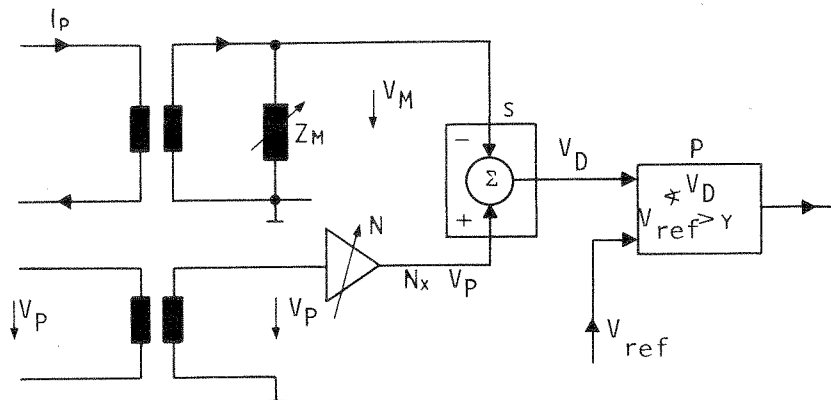 Ip
VM
ZM
S
−
Σ
+
VD
P
∢ VD
Vref > Y
N
Nx Vp
Vp
Vp
Vref